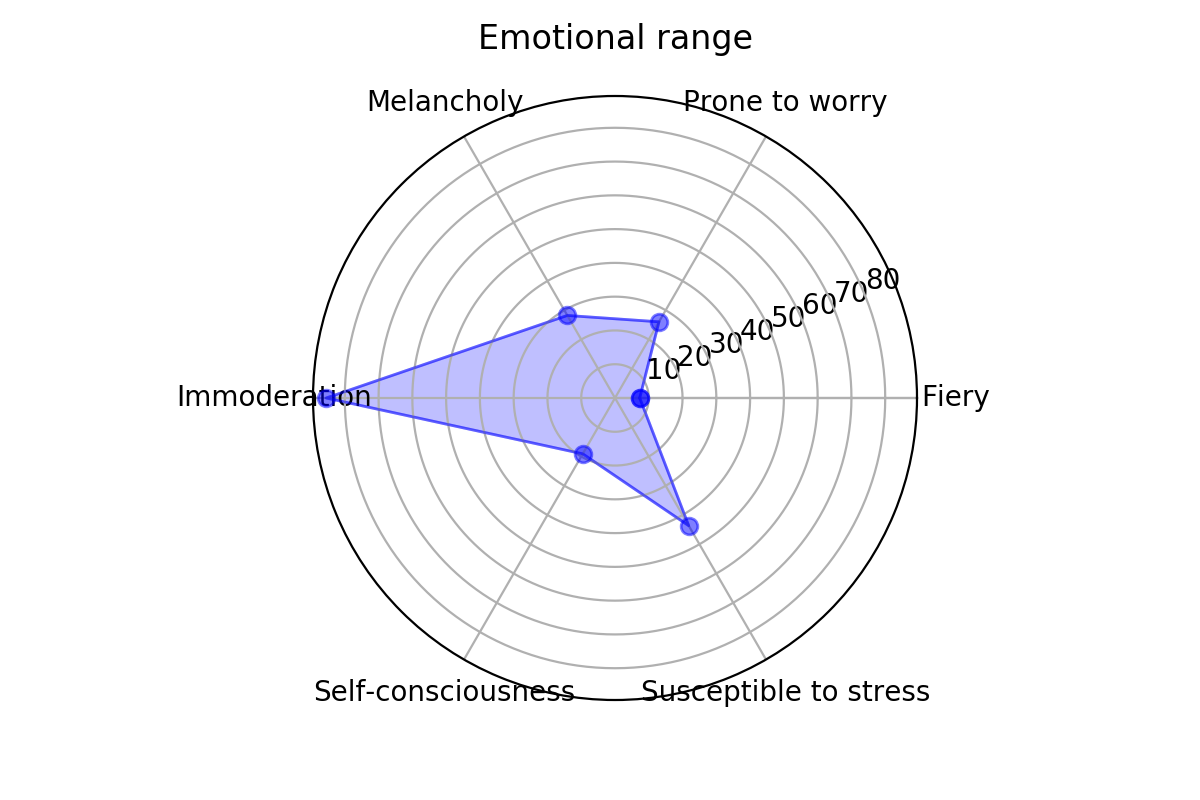 Emotional range
Melancholy
Prone to worry
80
70
60
50
40
30
20
10
Immoderation
Fiery
Self-consciousness
Susceptible to stress